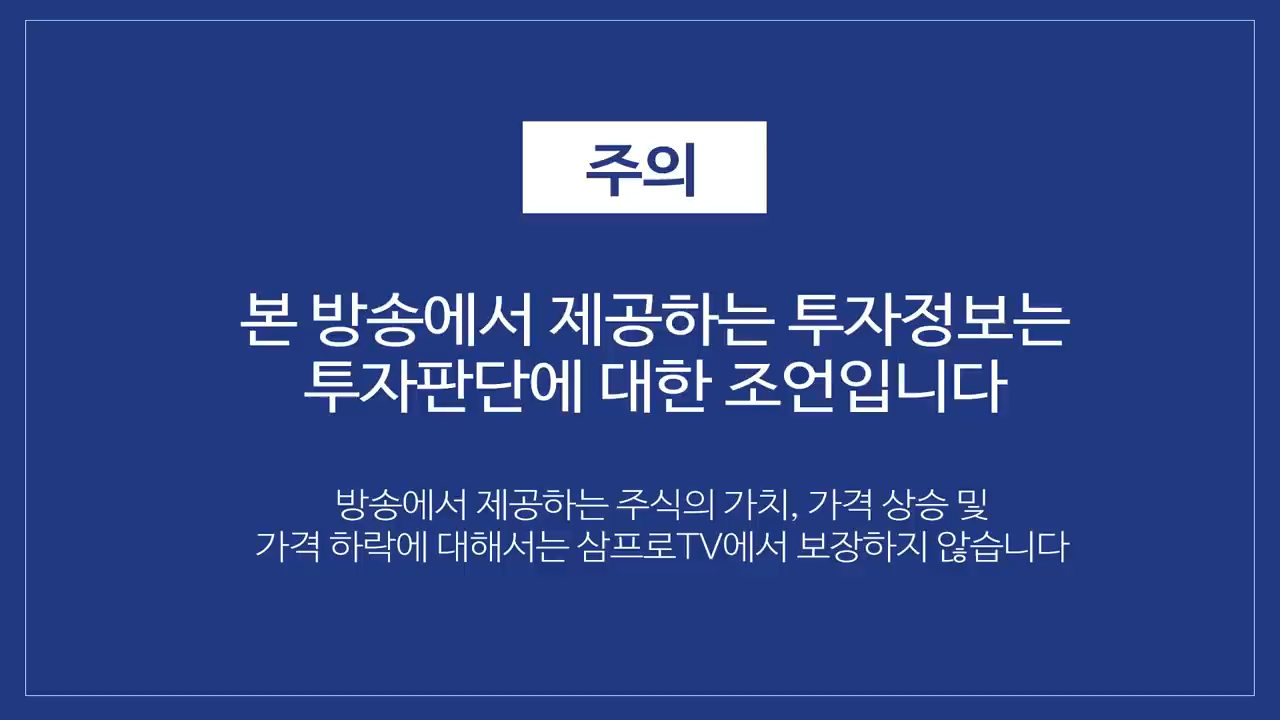 주의
본 방송에서 제공하는 투자정보는
투자판단에 대한 조언입니다
방송에서 제공하는 주식의 가치, 가격 상승 및
가격 하락에 대해서는 삼프로TV에서 보장하지 않습니다